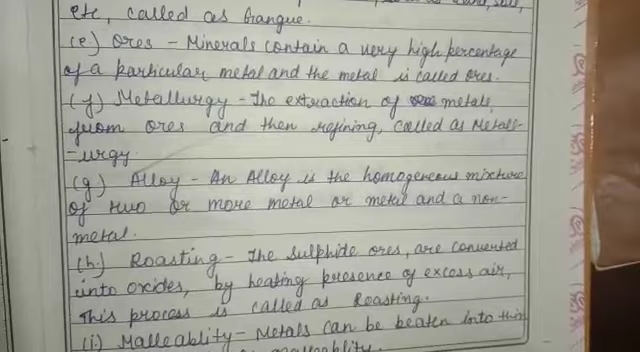 etc, called as Gangue.
(e) Ores - Minerals contain a very high percentage
of a particular metal and the metal is called ores.
(f) Metallurgy - The extraction of metals,
from ores and then refining, called as Metall-
-urgy.
(g) Alloy - An Alloy is the homogeneous mixture
of two or more metal or metal and a non-
metal.
(h) Roasting - The sulphide ores, are converted
into oxides, by heating presence of excess air,
This process is called as Roasting.
(i) Malleablity - Metals can be beaten into thin
malleablity.